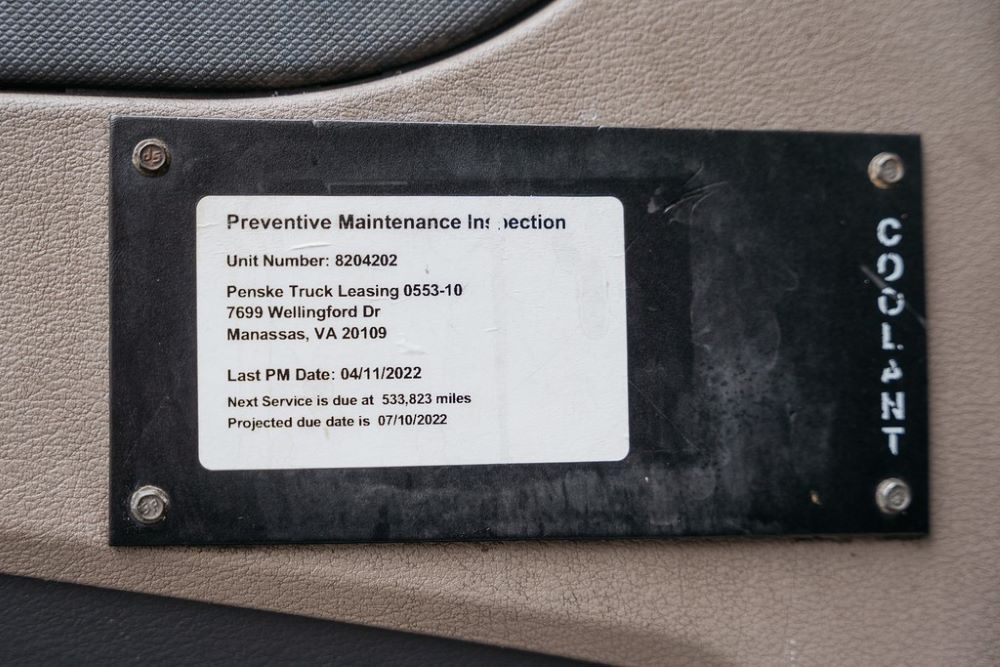 Preventive Maintenance Inspection
Unit Number: 8204202
Penske Truck Leasing 0553-10
7699 Wellingford Dr
Manassas, VA 20109
Last PM Date: 04/11/2022
Next Service is due at 533,823 miles
Projected due date is 07/10/2022
COOLANT